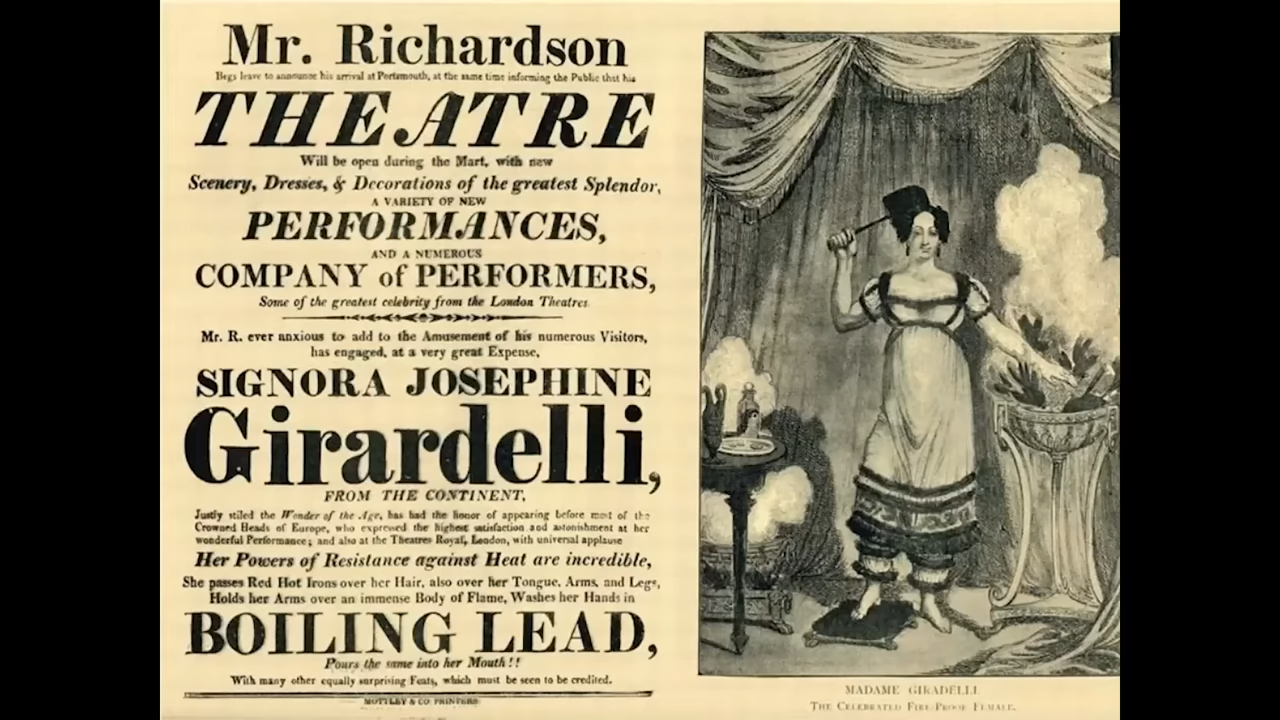 Mr. Richardson
Begs leave to announce his arrival at Portsmouth, at the same time informing the Public that his
THEATRE
Will be open during the Mart, with new
Scenery, Dresses, & Decorations of the greatest Splendor,
A VARIETY OF NEW
PERFORMANCES,
AND A NUMEROUS
COMPANY of PERFORMERS,
Some of the greatest celebrity from the London Theatres.
Mr. R. ever anxious to add to the Amusement of his numerous Visitors,
has engaged, at a very great Expense,
SIGNORA JOSEPHINE
Girardelli,
FROM THE CONTINENT,
Justly stiled the Wonder of the Age, has had the honor of appearing before most of the
Crowned Heads of Europe, who expressed the highest satisfaction and astonishment at her
wonderful Performance; and also at the Theatres Royal, London, with universal applause
Her Powers of Resistance against Heat are incredible,
She passes Red Hot Irons over her Hair, also over her Tongue, Arms, and Legs,
Holds her Arms over an immense Body of Flame, Washes her Hands in
BOILING LEAD,
Pours the same into her Mouth!!
With many other equally surprising Feats, which must be seen to be credited.
MOTTLEY & CO. PRINTERS
MADAME GIRADELLI.
THE CELEBRATED FIRE-PROOF FEMALE.